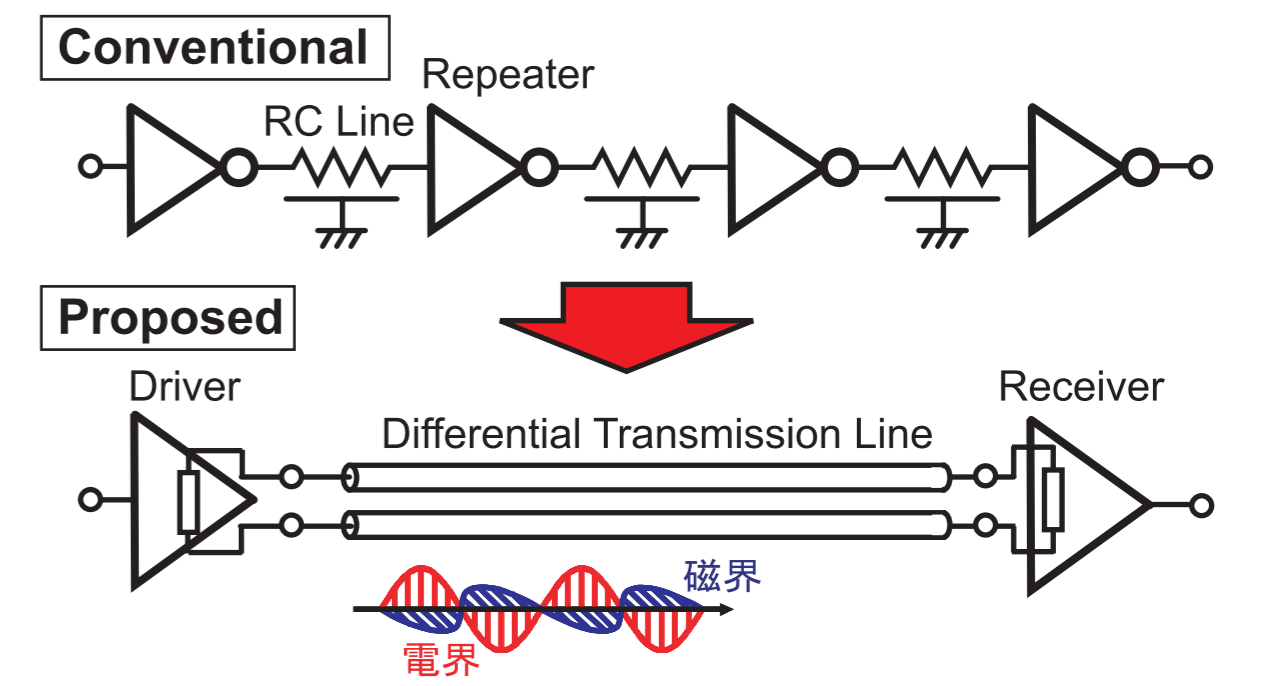 Conventional
Repeater
RC Line
Proposed
Driver
Receiver
Differential Transmission Line
磁界
電界